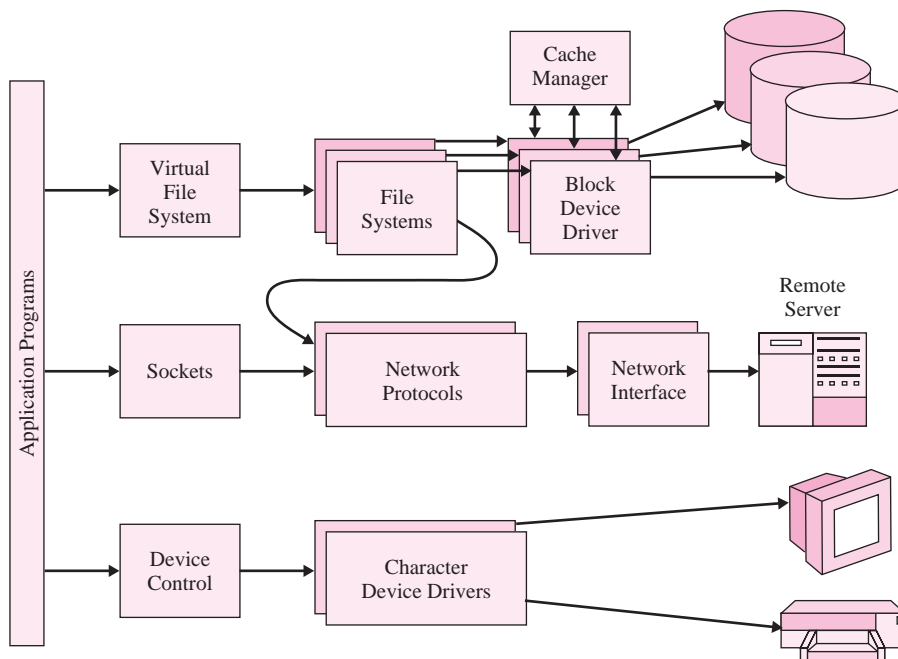 Cache
Manager
Virtual
File
System
File
Systems
Block
Device
Driver
Application Programs
Remote
Server
Sockets
Network
Protocols
Network
Interface
Device
Control
Character
Device Drivers